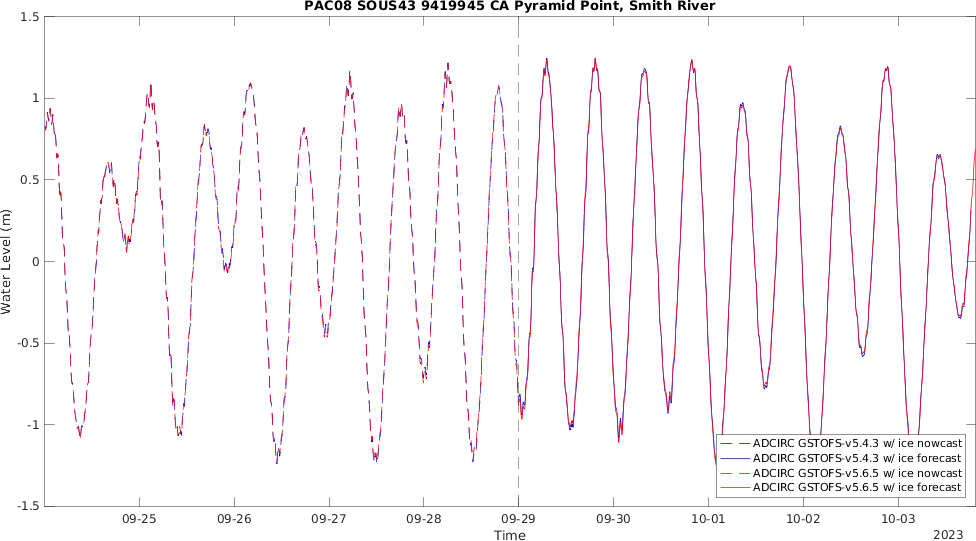 PAC08 SOUS43 9419945 CA Pyramid Point, Smith River
1.5
1
0.5
0
-0.5
-1
-1.5
Water Level (m)
ADCIRC GSTOFS-v5.4.3 w/ ice nowcast
ADCIRC GSTOFS-v5.4.3 w/ ice forecast
ADCIRC GSTOFS-v5.6.5 w/ ice nowcast
ADCIRC GSTOFS-v5.6.5 w/ ice forecast
09-25 09-26 09-27 09-28 09-29 09-30 10-01 10-02 10-03
Time
2023